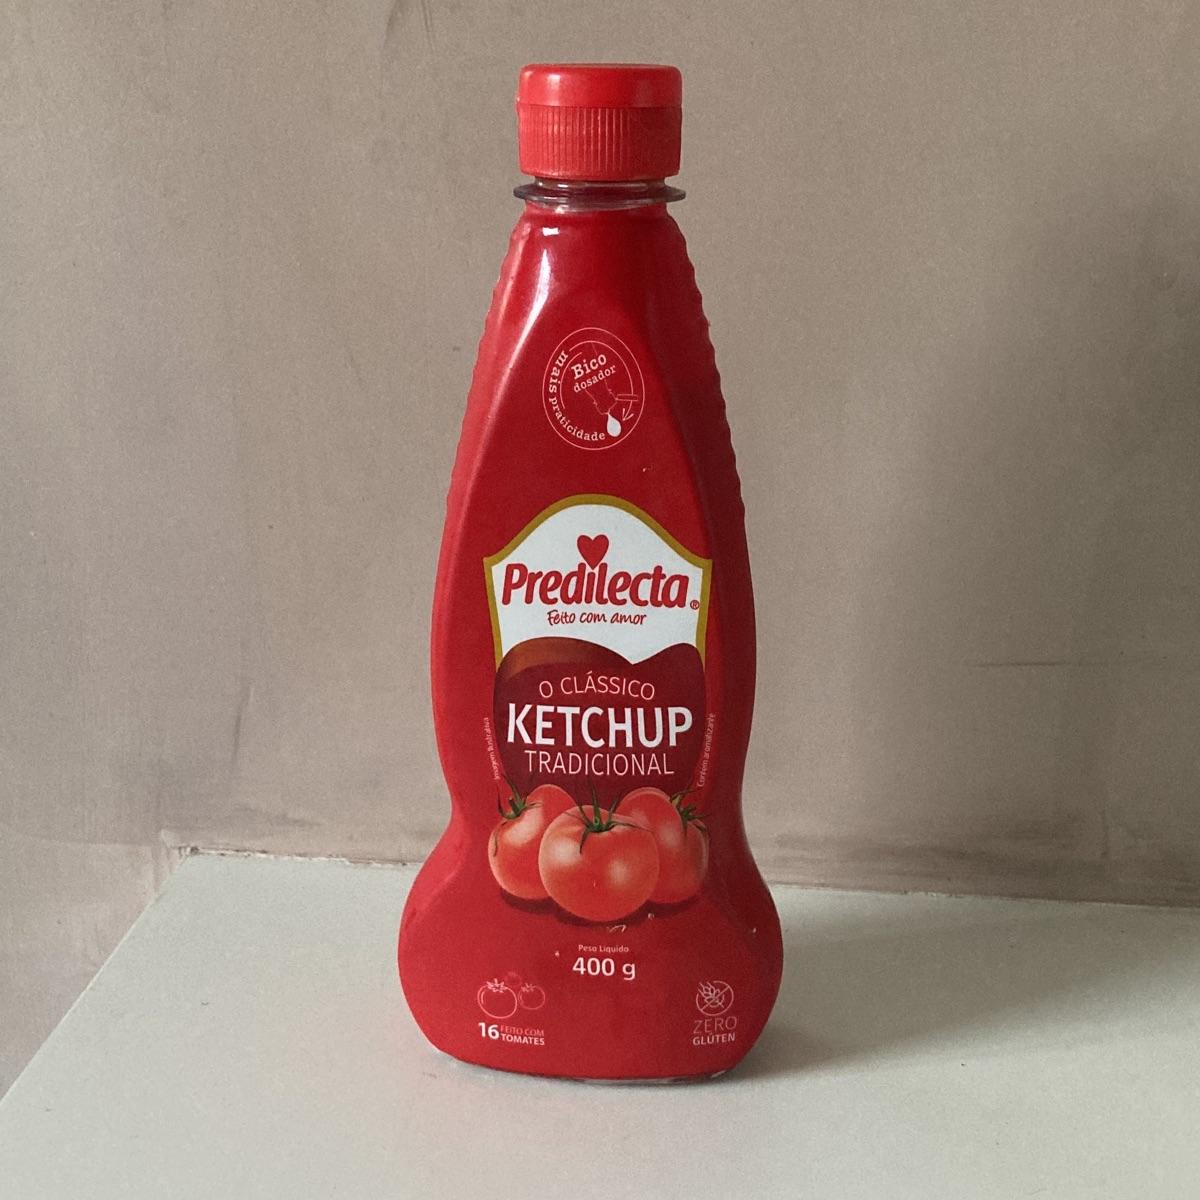 Bico
dosador
mais praticidade
Predilecta®
Feito com amor
O CLÁSSICO
KETCHUP
TRADICIONAL
Imagem Ilustrativa
Contém aromatizante
Peso Líquido
400 g
16 FEITO COM
TOMATES
ZERO
GLÚTEN